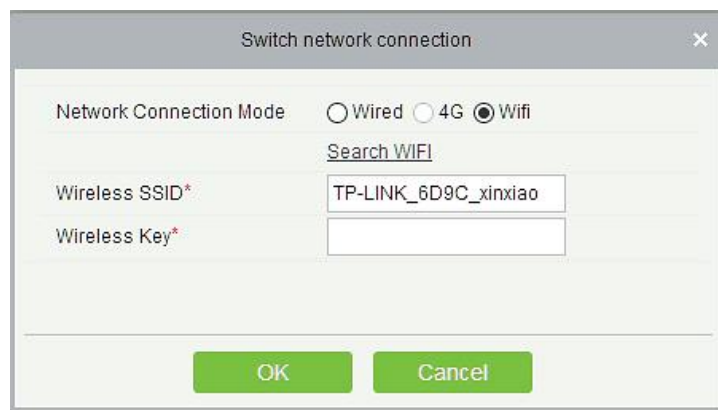 Switch network connection ×
Network Connection Mode Wired 4G Wifi
Search WIFI
Wireless SSID* TP-LINK_6D9C_xinxiao
Wireless Key*
OK Cancel